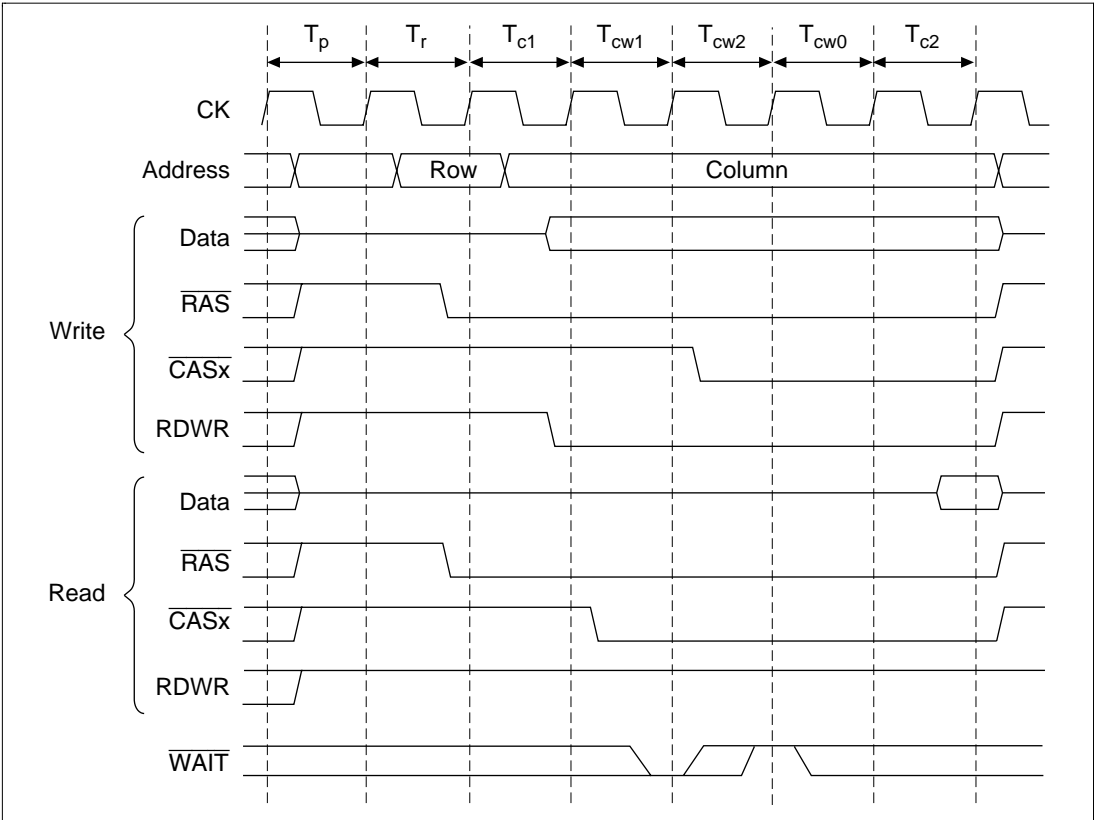 Tp Tr Tc1 Tcw1 Tcw2 Tcw0 Tc2
CK
Address Row Column
Data
RAS
Write
CASx
RDWR
Data
RAS
Read
CASx
RDWR
WAIT